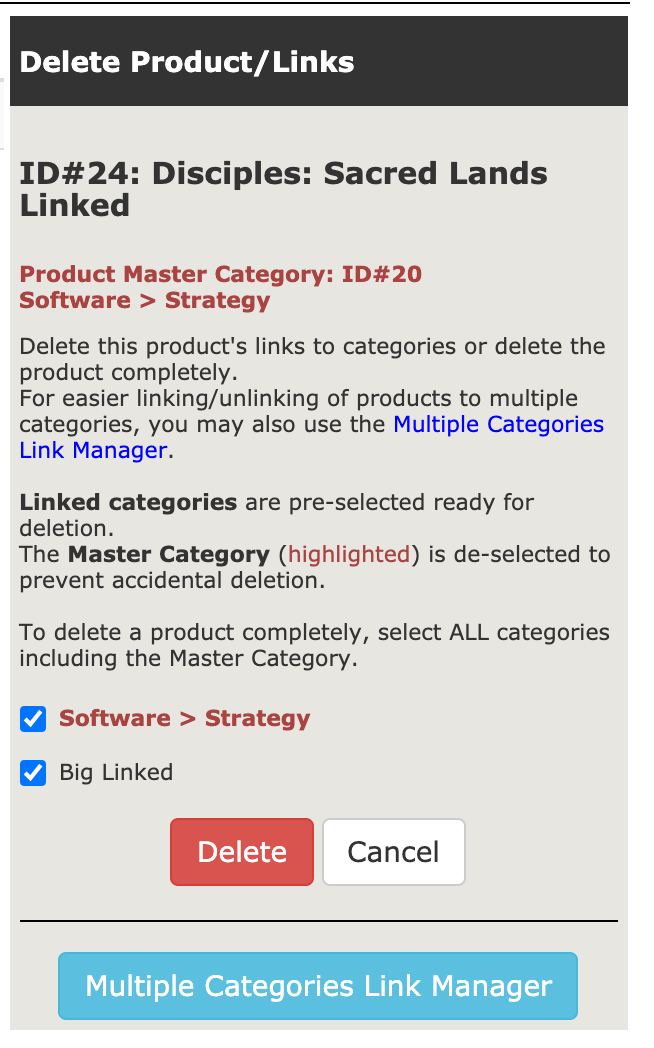 Delete Product/Links
ID#24: Disciples: Sacred Lands
Linked
Product Master Category: ID#20
Software > Strategy
Delete this product's links to categories or delete the
product completely.
For easier linking/unlinking of products to multiple
categories, you may also use the Multiple Categories
Link Manager.
Linked categories are pre-selected ready for
deletion.
The Master Category (highlighted) is de-selected to
prevent accidental deletion.
To delete a product completely, select ALL categories
including the Master Category.
Software > Strategy
Big Linked
Delete Cancel
Multiple Categories Link Manager